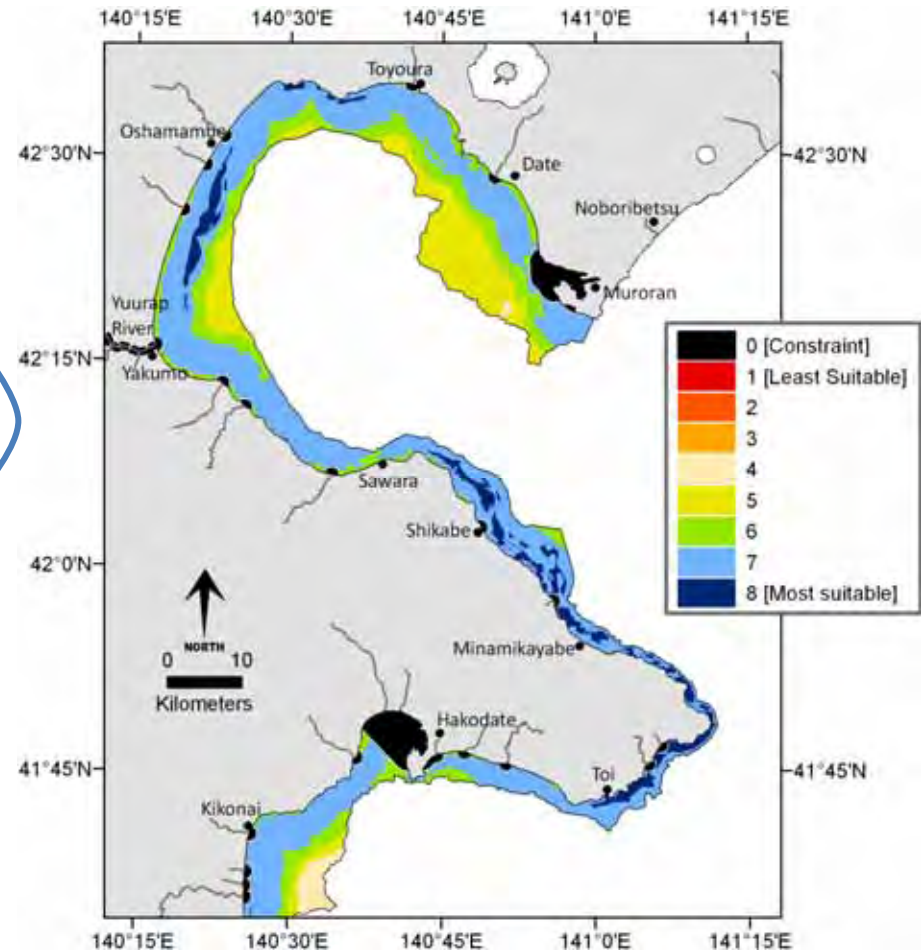 140°15'E 140°30'E 140°45'E 141°0'E 141°15'E
Toyoura
Oshamambe
42°30'N 42°30'N
Date
Noboribetsu
Muroran
Yuurap
River
0 [Constraint]
42°15'N
1 [Least Suitable]
Yakumo
2
3
4
Sawara
5
6
Shikabe
7
42°0'N
8 [Most suitable]
NORTH
0 10
Kilometers
Minamikayabe
Hakodate
41°45'N 41°45'N
Toi
Kikonai
140°15'E 140°30'E 140°45'E 141°0'E 141°15'E